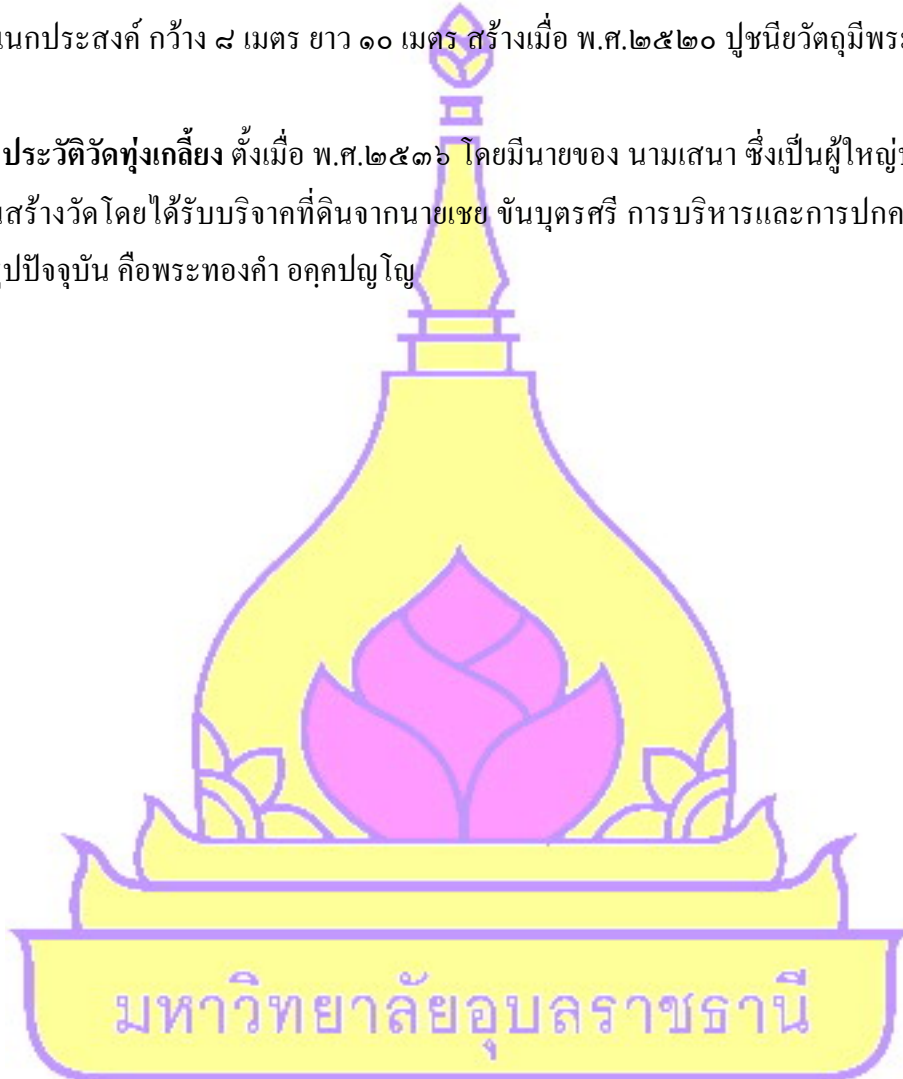 นกประสงค์ กว้าง ๘ เมตร ยาว ๑๐ เมตร สร้างเมื่อ พ.ศ.๒๕๒๐ ปูชนียวัตถุมีพระ
ประวัติวัดทุ่งเกลี้ยง ตั้งเมื่อ พ.ศ.๒๕๓๖ โดยมีนายของ นามเสนา ซึ่งเป็นผู้ใหญ่
สร้างวัดโดยได้รับบริจาคที่ดินจากนายเชย ขันบุตรศรี การบริหารและการปกค
ปปัจจุบัน คือพระทองคำ อคฺคปญฺโญ
มหาวิทยาลัยอุบลราชธานี